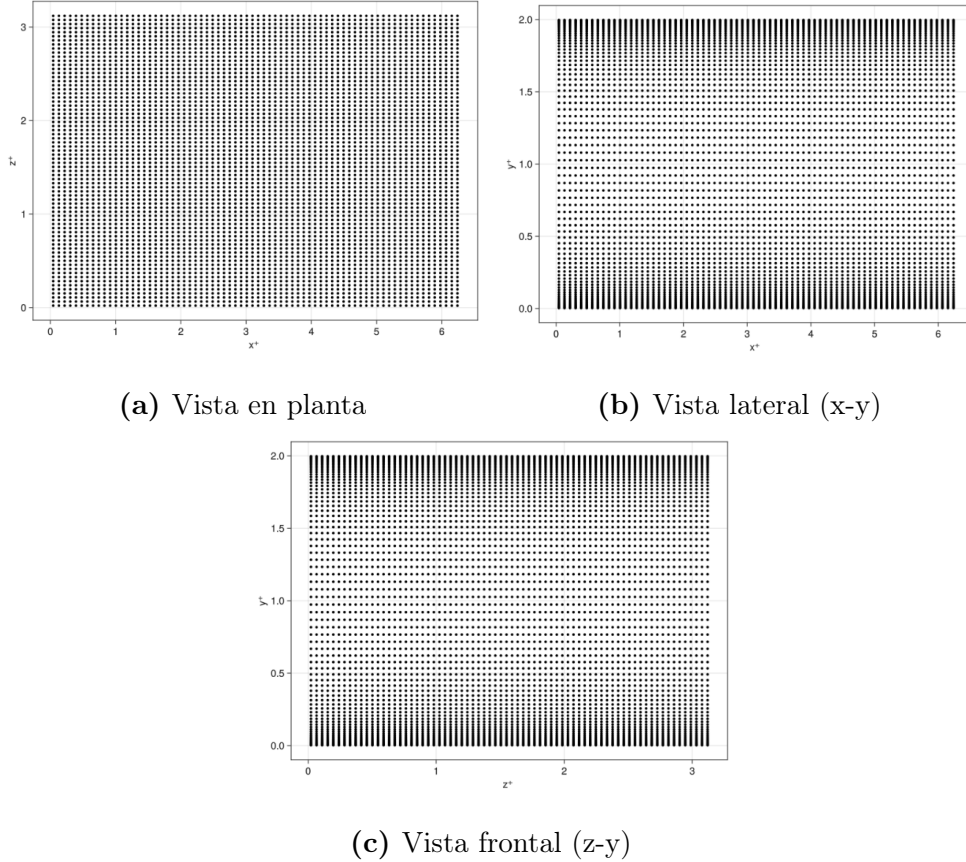 3
2
1
0
z⁺
0 1 2 3 4 5 6
x⁺
(a) Vista en planta
2.0
1.5
1.0
0.5
0.0
y⁺
0 1 2 3 4 5 6
x⁺
(b) Vista lateral (x-y)
2.0
1.5
1.0
0.5
0.0
y⁺
0 1 2 3
z⁺
(c) Vista frontal (z-y)